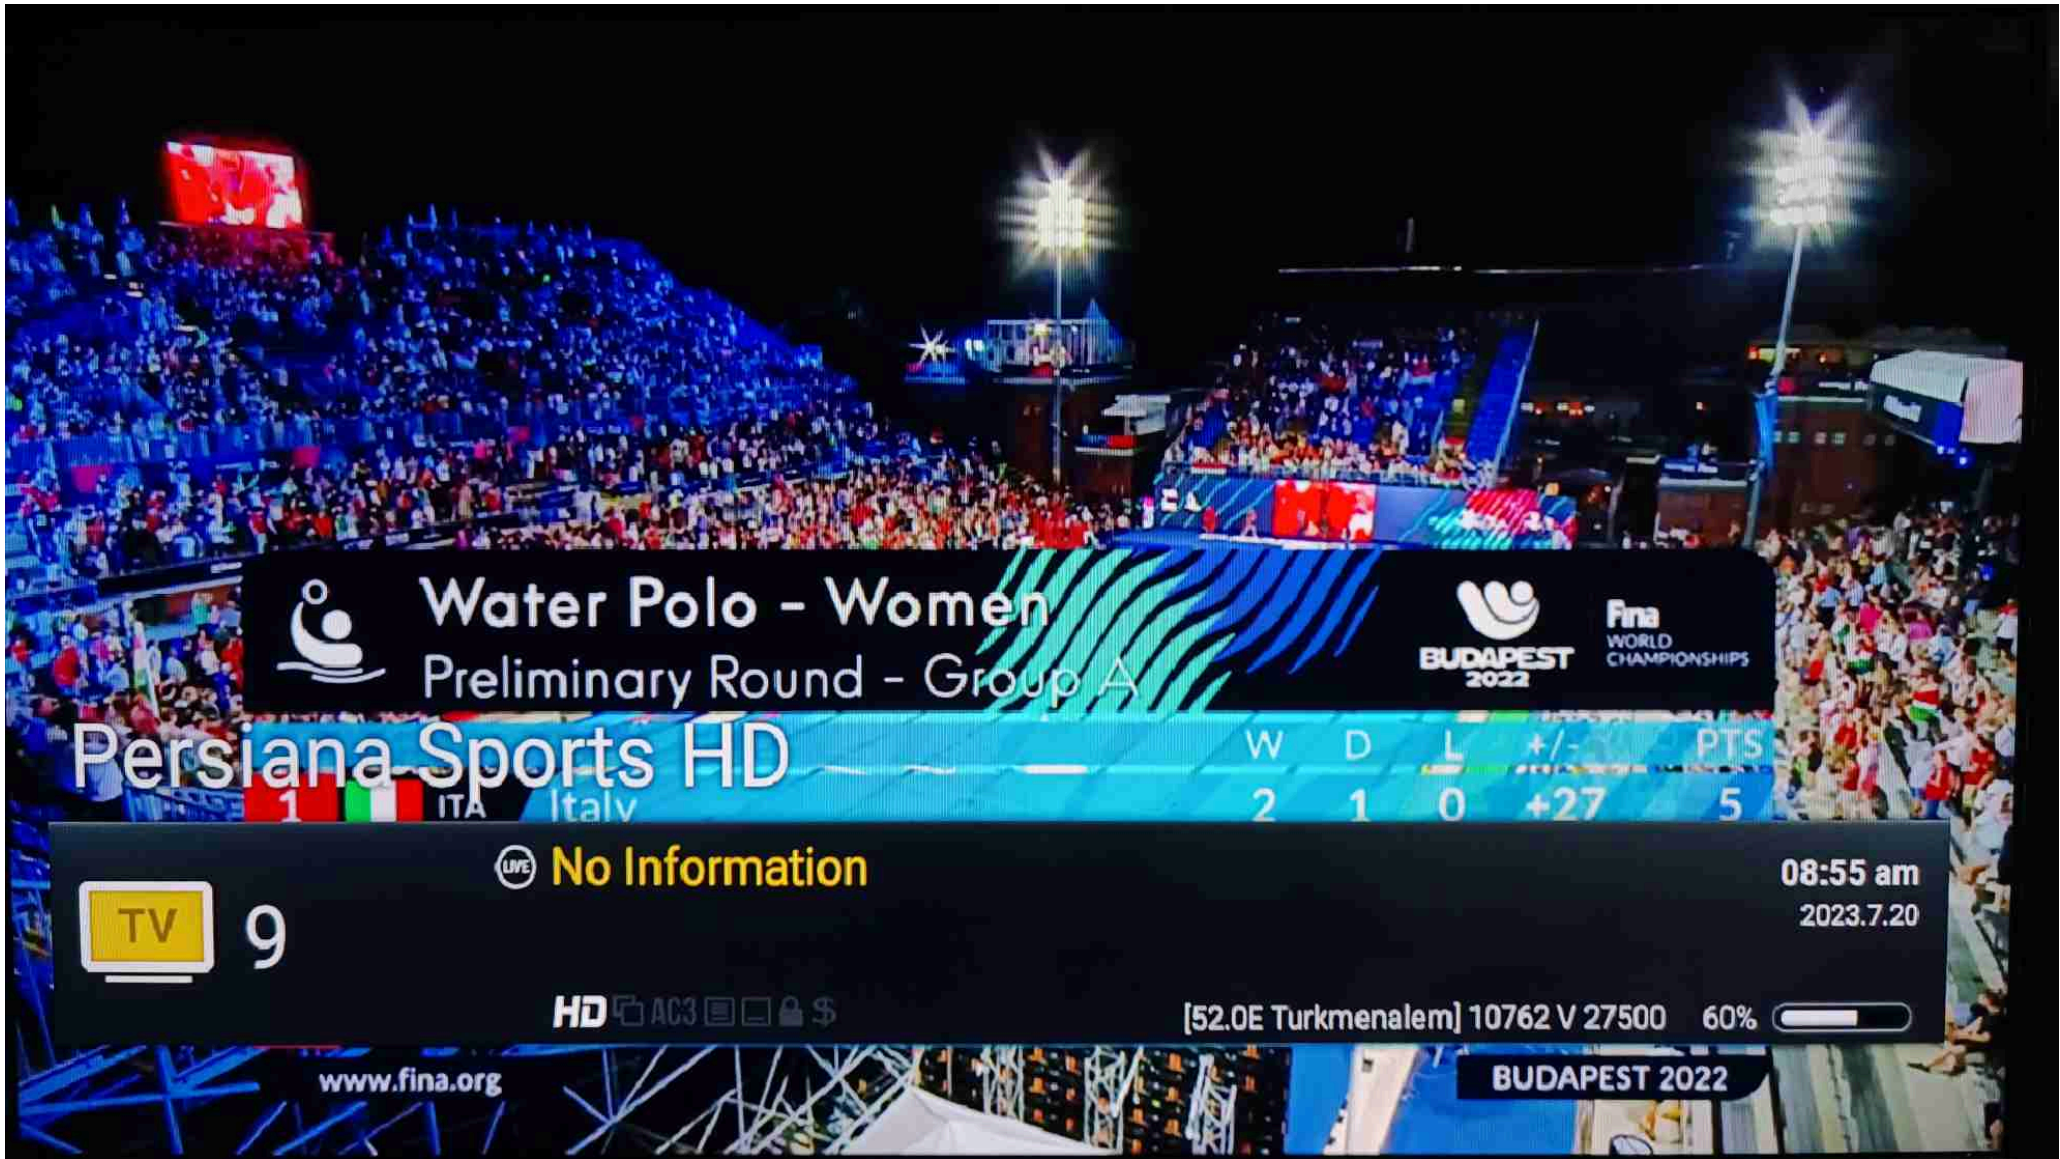 Water Polo - Women
Preliminary Round - Group A
BUDAPEST
2022
Fina
WORLD
CHAMPIONSHIPS
Persiana Sports HD
W D L +/- PTS
1 ITA Italy 2 1 0 +27 5
LIVE No Information
08:55 am
2023.7.20
TV 9
HD AC3 $
[52.0E Turkmenalem] 10762 V 27500 60%
www.fina.org
BUDAPEST 2022